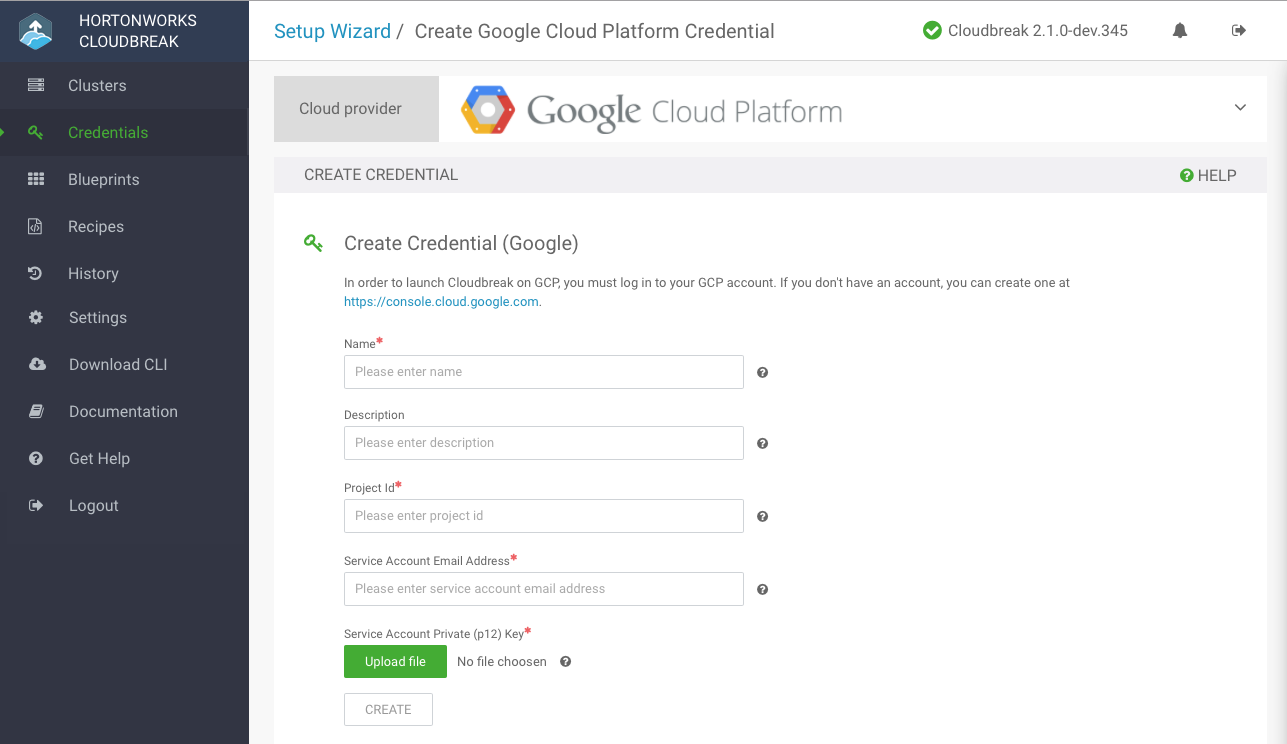 HORTONWORKS
CLOUDBREAK
Clusters
Credentials
Blueprints
Recipes
History
Settings
Download CLI
Documentation
Get Help
Logout
Setup Wizard / Create Google Cloud Platform Credential
Cloudbreak 2.1.0-dev.345
Cloud provider
Google Cloud Platform
CREATE CREDENTIAL
HELP
Create Credential (Google)
In order to launch Cloudbreak on GCP, you must log in to your GCP account. If you don't have an account, you can create one at
https://console.cloud.google.com.
Name*
Please enter name
Description
Please enter description
Project Id*
Please enter project id
Service Account Email Address*
Please enter service account email address
Service Account Private (p12) Key*
Upload file No file choosen
CREATE